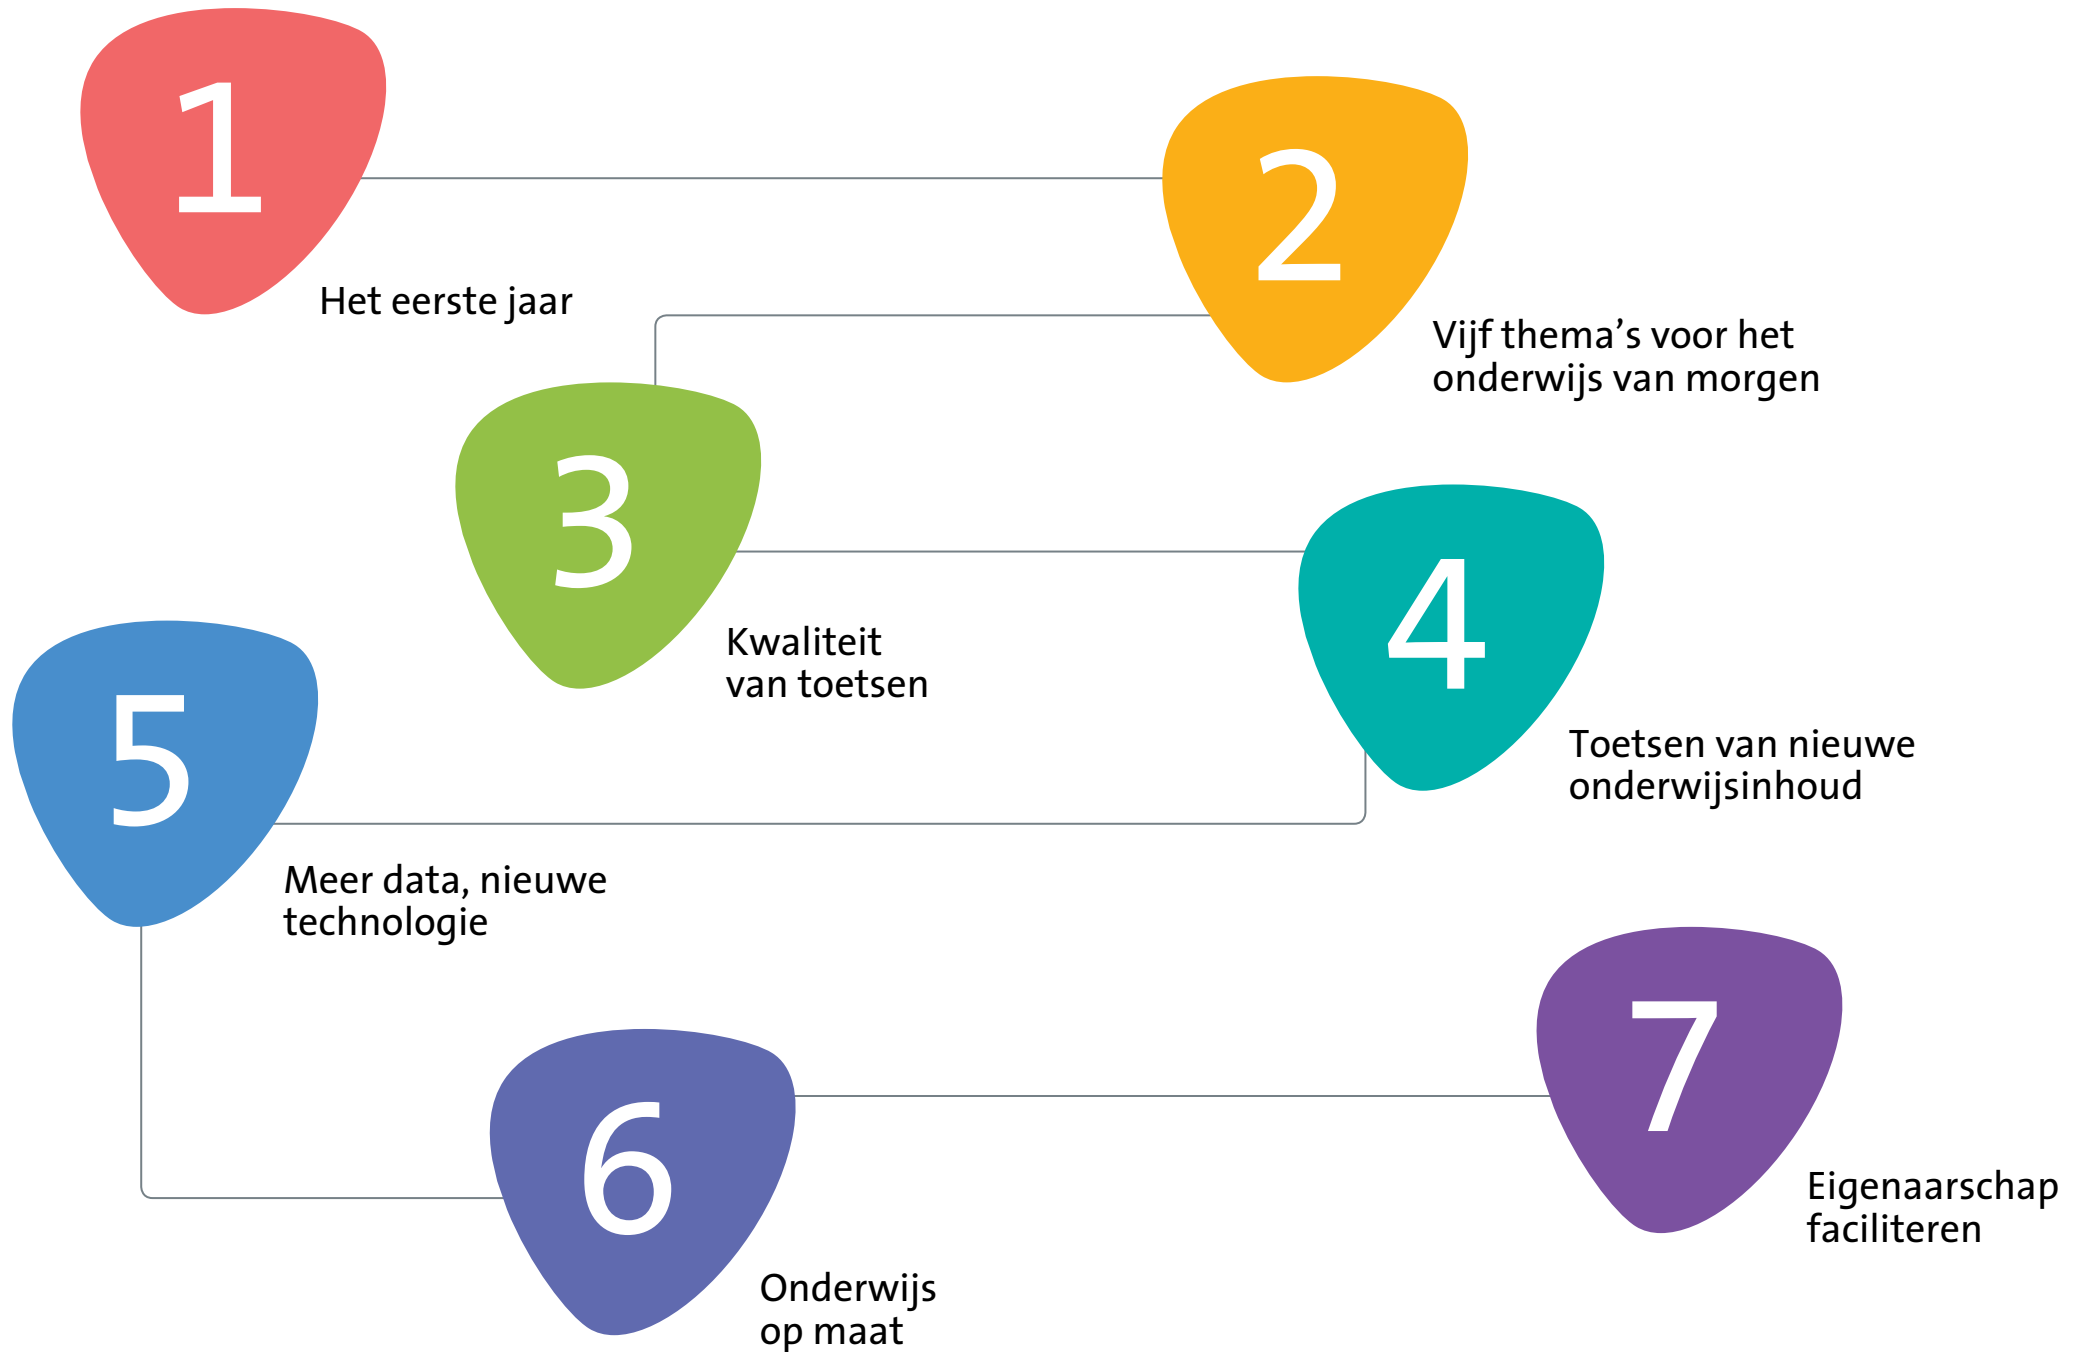 1
Het eerste jaar
2
Vijf thema’s voor het
onderwijs van morgen
3
Kwaliteit
van toetsen
4
Toetsen van nieuwe
onderwijsinhoud
5
Meer data, nieuwe
technologie
6
Onderwijs
op maat
7
Eigenaarschap
faciliteren